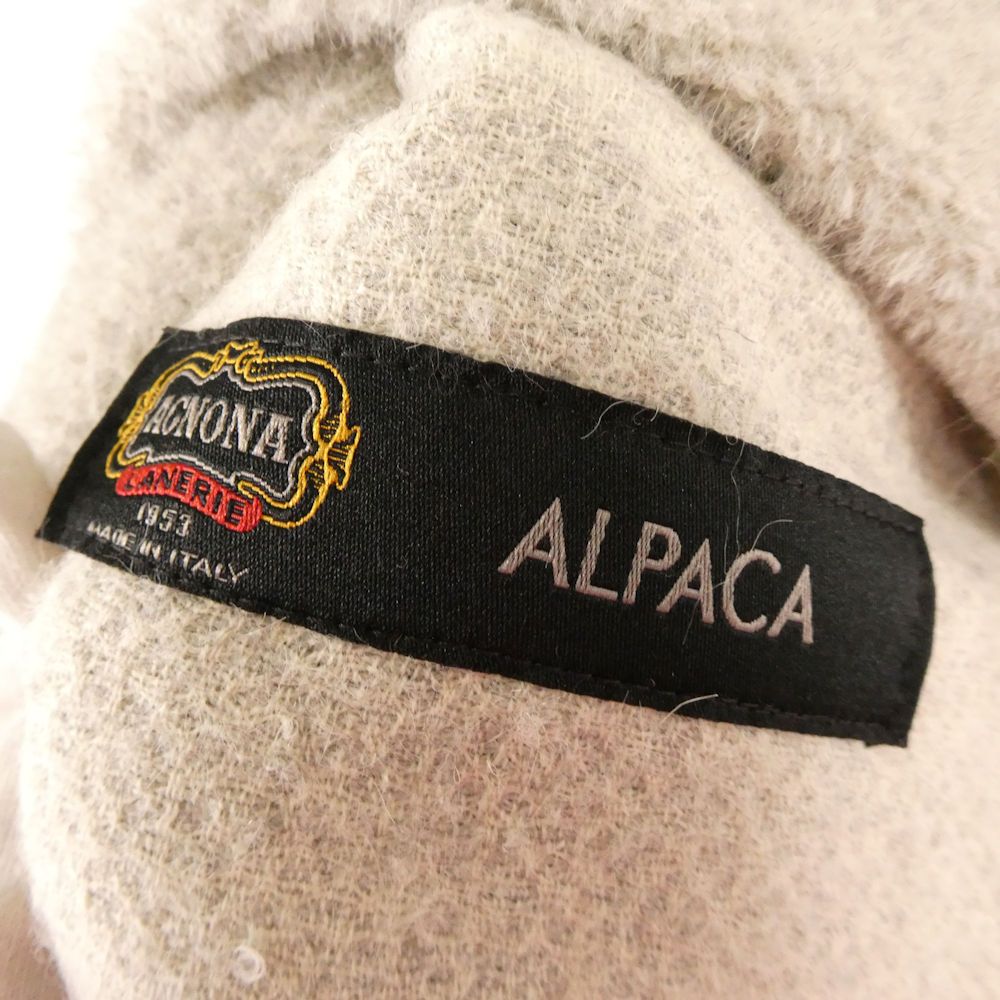 AGNONA
LANERIE
1953
MADE IN ITALY
ALPACA